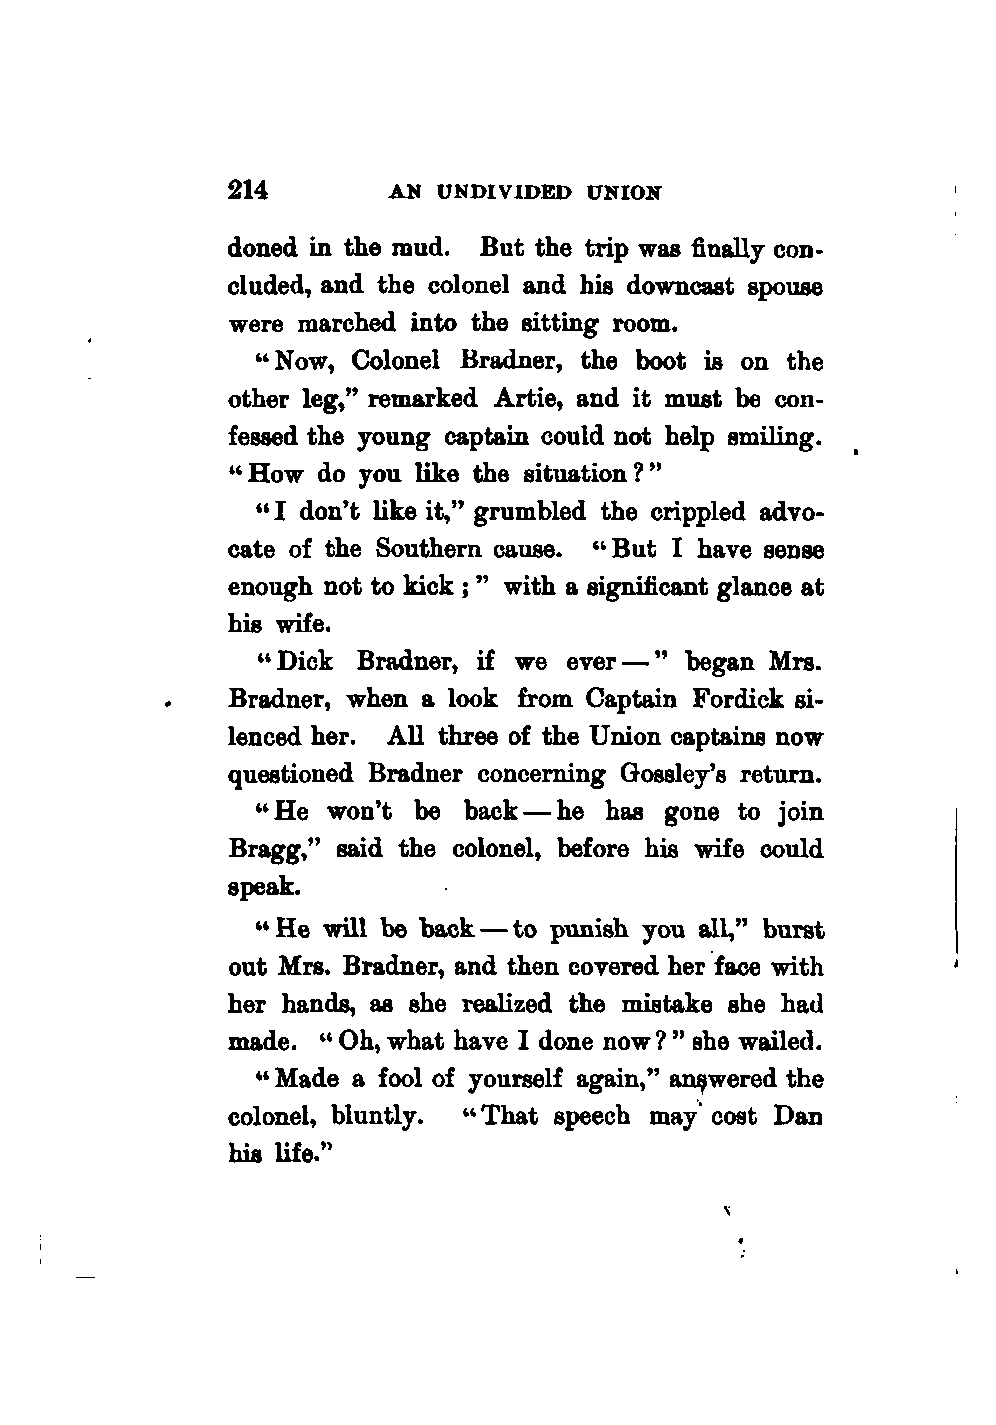 214 AN UNDIVIDED UNION
doned in the mud. But the trip was finally con-
cluded, and the colonel and his downcast spouse
were marched into the sitting room.
“Now, Colonel Bradner, the boot is on the
other leg,” remarked Artie, and it must be con-
fessed the young captain could not help smiling.
“How do you like the situation?”
“I don’t like it,” grumbled the crippled advo-
cate of the Southern cause. “But I have sense
enough not to kick;” with a significant glance at
his wife.
“Dick Bradner, if we ever—” began Mrs.
Bradner, when a look from Captain Fordick si-
lenced her. All three of the Union captains now
questioned Bradner concerning Gossley’s return.
“He won’t be back—he has gone to join
Bragg,” said the colonel, before his wife could
speak.
“He will be back—to punish you all,” burst
out Mrs. Bradner, and then covered her face with
her hands, as she realized the mistake she had
made. “Oh, what have I done now?” she wailed.
“Made a fool of yourself again,” answered the
colonel, bluntly. “That speech may cost Dan
his life.”